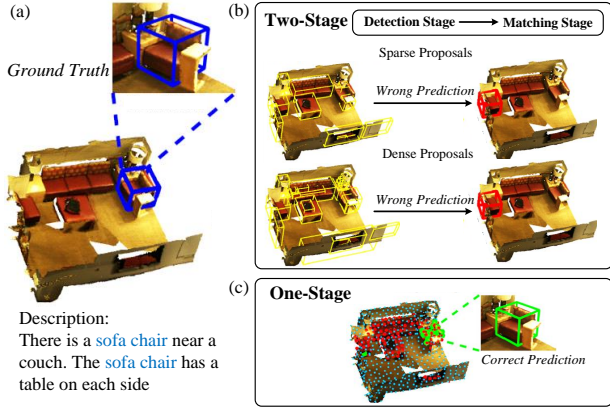 (a)
Ground Truth
Description:
There is a sofa chair near a
couch. The sofa chair has a
table on each side
(b)
Two-Stage
Detection Stage
Matching Stage
Sparse Proposals
Wrong Prediction
Dense Proposals
Wrong Prediction
(c)
One-Stage
Correct Prediction